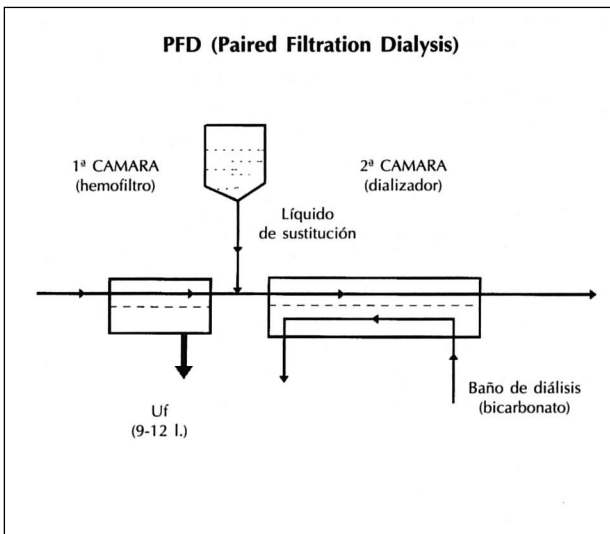 PFD (Paired Filtration Dialysis)
1ª CAMARA
(hemofiltro)
2ª CAMARA
(dializador)
Líquido
de sustitución
Uf
(9-12 l.)
Baño de diálisis
(bicarbonato)